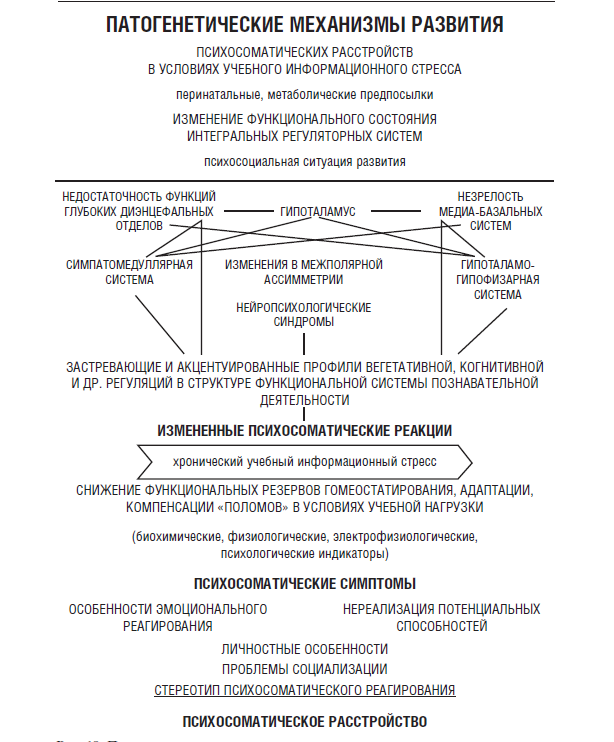 ПАТОГЕНЕТИЧЕСКИЕ МЕХАНИЗМЫ РАЗВИТИЯ
ПСИХОСОМАТИЧЕСКИХ РАССТРОЙСТВ
В УСЛОВИЯХ УЧЕБНОГО ИНФОРМАЦИОННОГО СТРЕССА
перинатальные, метаболические предпосылки
ИЗМЕНЕНИЕ ФУНКЦИОНАЛЬНОГО СОСТОЯНИЯ
ИНТЕГРАЛЬНЫХ РЕГУЛЯТОРНЫХ СИСТЕМ
психосоциальная ситуация развития
НЕДОСТАТОЧНОСТЬ ФУНКЦИЙ
ГЛУБОКИХ ДИЭНЦЕФАЛЬНЫХ
ОТДЕЛОВ
ГИПОТАЛАМУС
НЕЗРЕЛОСТЬ
МЕДИА-БАЗАЛЬНЫХ
СИСТЕМ
СИМПАТОМЕДУЛЛЯРНАЯ
СИСТЕМА
ИЗМЕНЕНИЯ В МЕЖПОЛЯРНОЙ
АССИММЕТРИИ
ГИПОТАЛАМО-
ГИПОФИЗАРНАЯ
СИСТЕМА
НЕЙРОПСИХОЛОГИЧЕСКИЕ
СИНДРОМЫ
ЗАСТРЕВАЮЩИЕ И АКЦЕНТУИРОВАННЫЕ ПРОФИЛИ ВЕГЕТАТИВНОЙ, КОГНИТИВНОЙ
И ДР. РЕГУЛЯЦИЙ В СТРУКТУРЕ ФУНКЦИОНАЛЬНОЙ СИСТЕМЫ ПОЗНАВАТЕЛЬНОЙ
ДЕЯТЕЛЬНОСТИ
ИЗМЕНЕННЫЕ ПСИХОСОМАТИЧЕСКИЕ РЕАКЦИИ
хронический учебный информационный стресс
СНИЖЕНИЕ ФУНКЦИОНАЛЬНЫХ РЕЗЕРВОВ ГОМЕОСТАТИРОВАНИЯ, АДАПТАЦИИ,
КОМПЕНСАЦИИ «ПОЛОМОВ» В УСЛОВИЯХ УЧЕБНОЙ НАГРУЗКИ
(биохимические, физиологические, электрофизиологические,
психологические индикаторы)
ПСИХОСОМАТИЧЕСКИЕ СИМПТОМЫ
ОСОБЕННОСТИ ЭМОЦИОНАЛЬНОГО
РЕАГИРОВАНИЯ
НЕРЕАЛИЗАЦИЯ ПОТЕНЦИАЛЬНЫХ
СПОСОБНОСТЕЙ
ЛИЧНОСТНЫЕ ОСОБЕННОСТИ
ПРОБЛЕМЫ СОЦИАЛИЗАЦИИ
СТЕРЕОТИП ПСИХОСОМАТИЧЕСКОГО РЕАГИРОВАНИЯ
ПСИХОСОМАТИЧЕСКОЕ РАССТРОЙСТВО